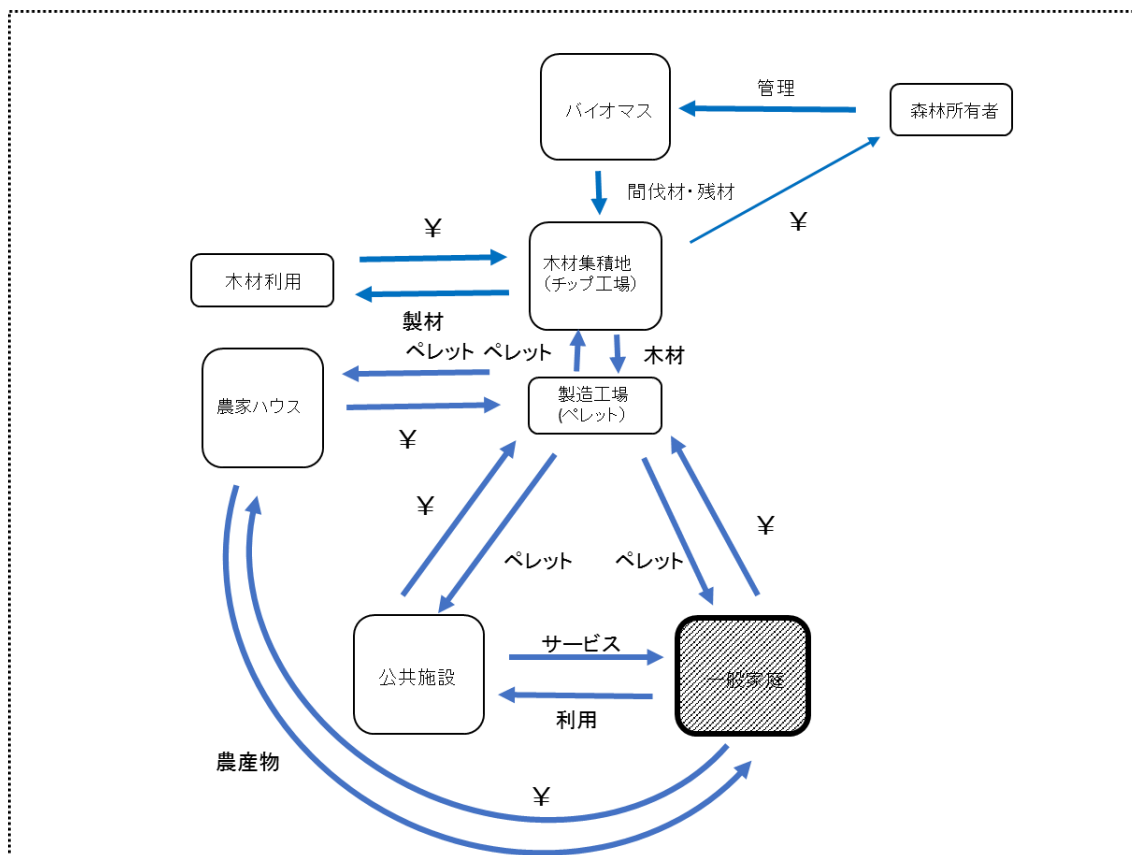 管理
バイオマス
森林所有者
間伐材・残材
¥
¥
木材集積地
（チップ工場）
木材利用
製材
ペレット ペレット
木材
製造工場
(ペレット）
農家ハウス
¥
¥
¥
ペレット
ペレット
サービス
公共施設
一般家庭
利用
農産物
¥